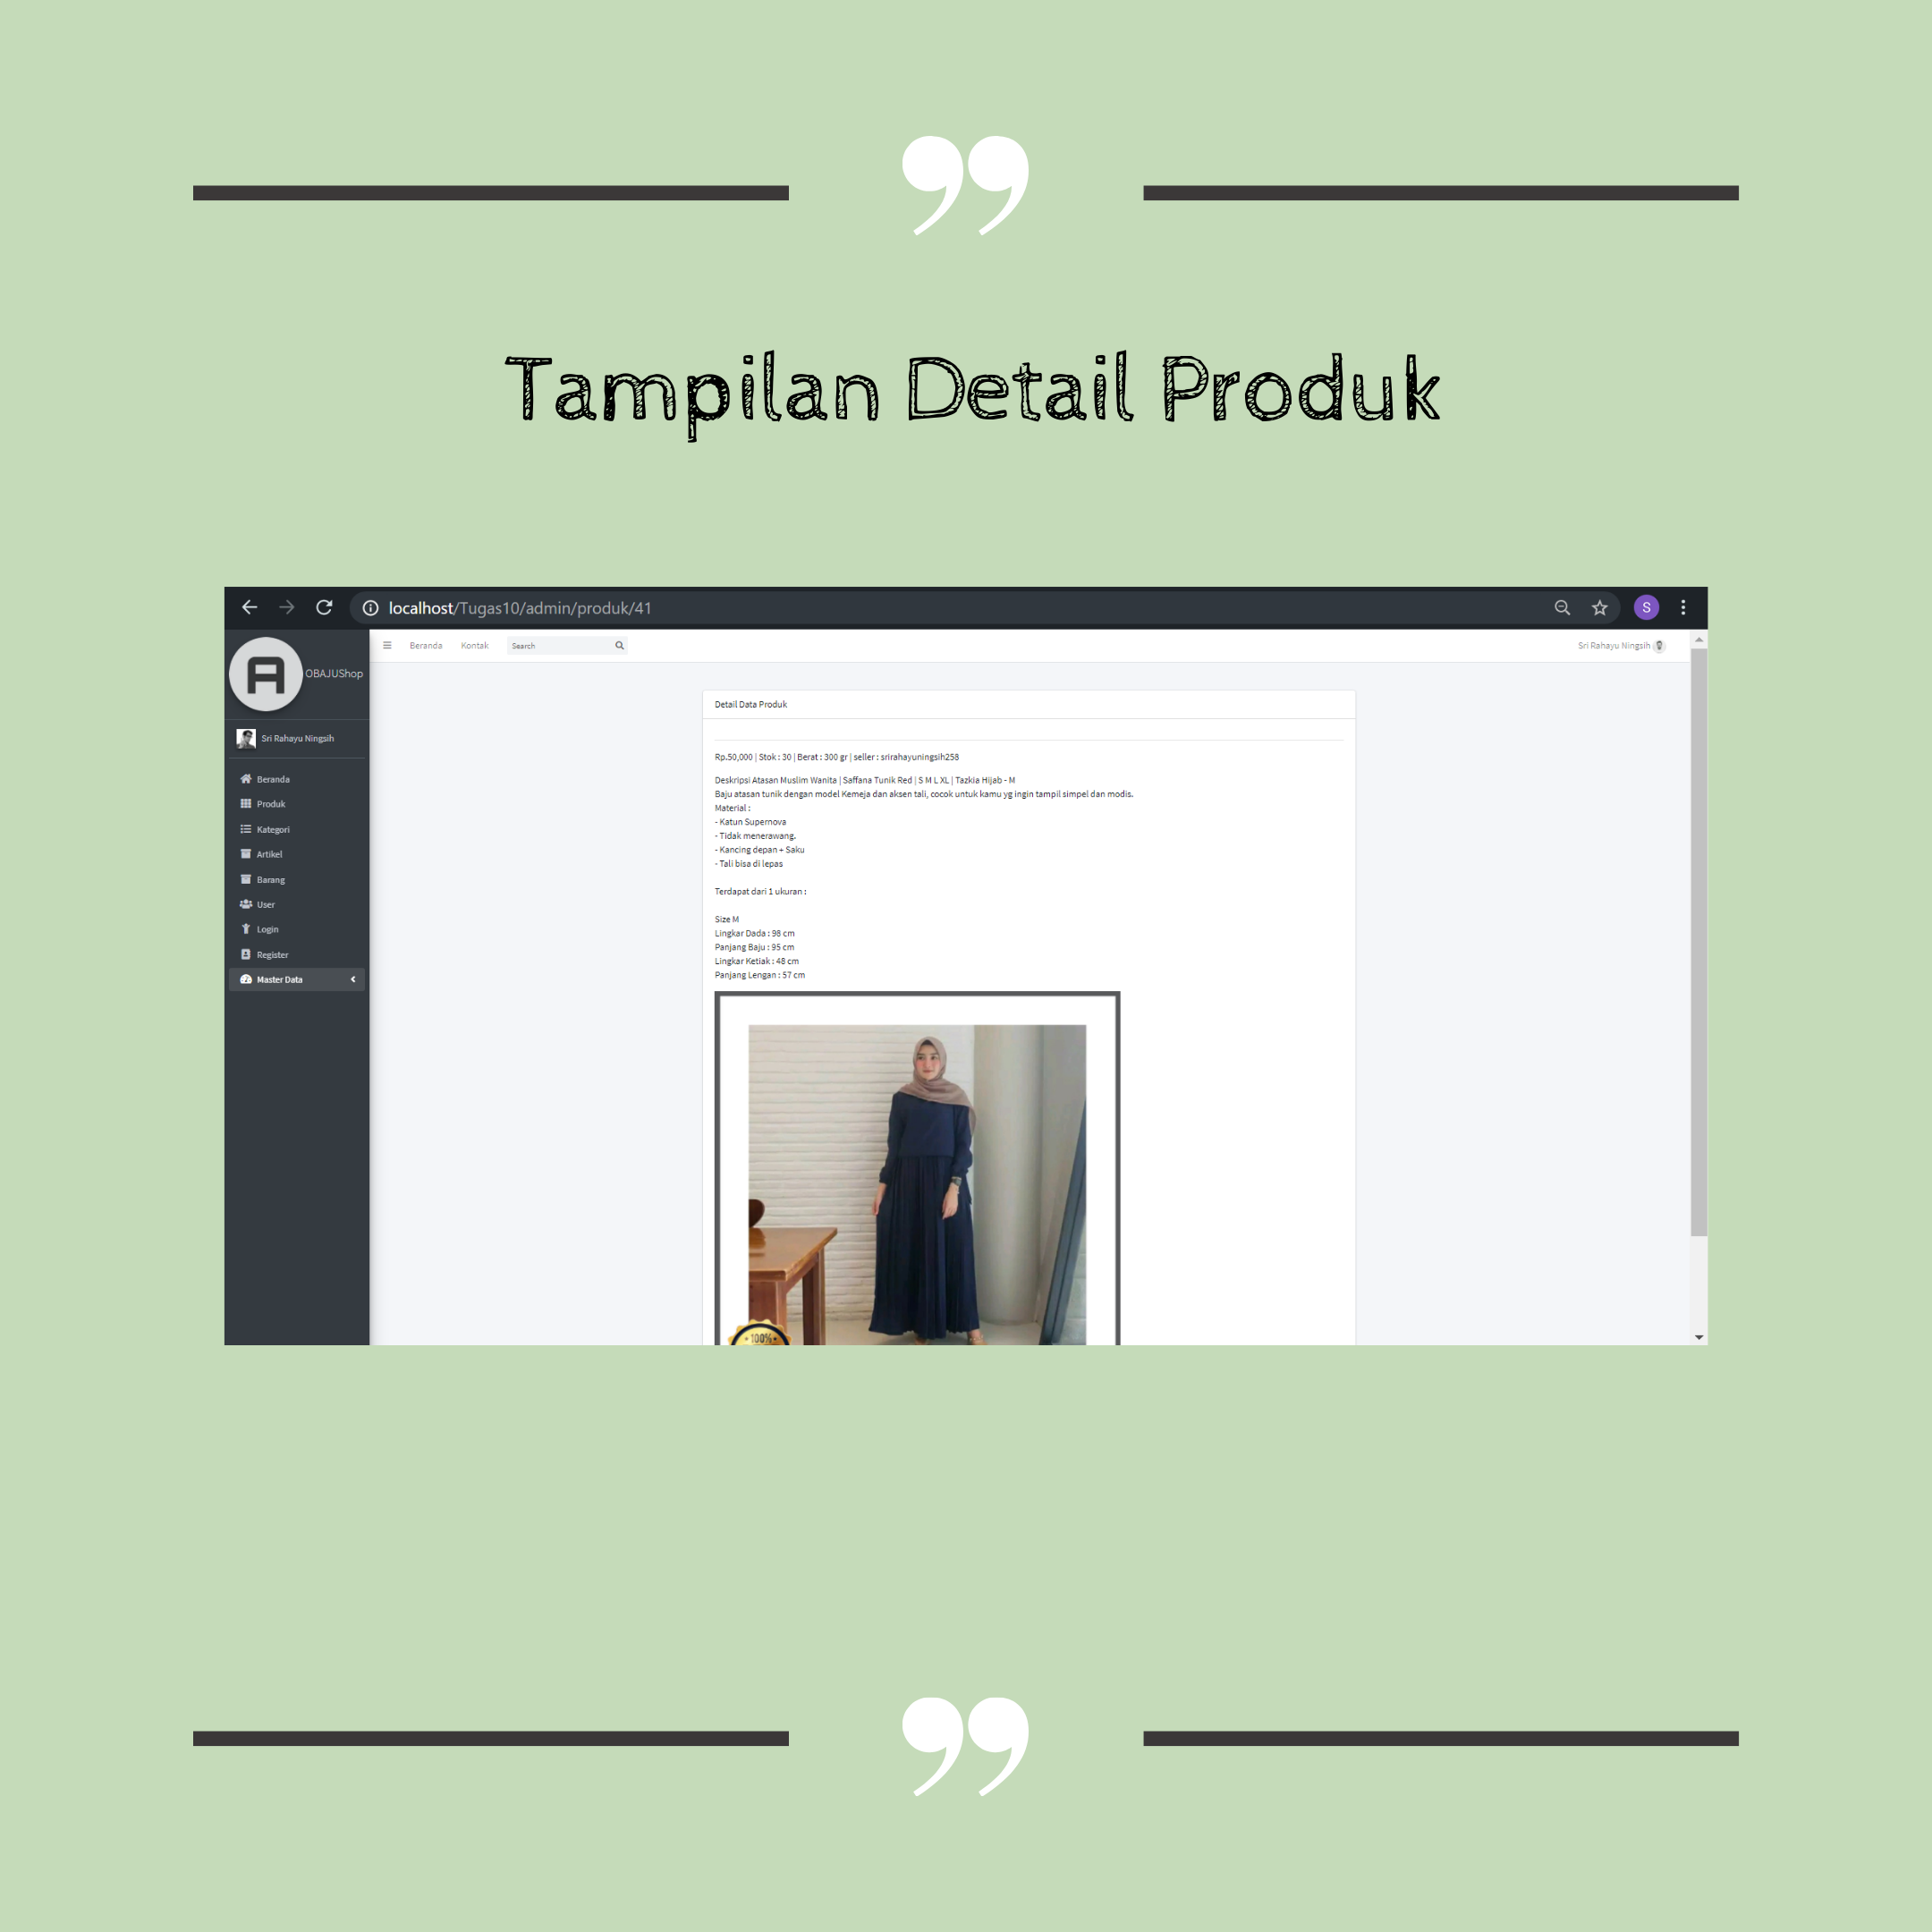 Tampilan Detail Produk
localhost/Tugas10/admin/produk/41
S
OBAJUShop
Beranda
Kontak
Search
Sri Rahayu Ningsih
Sri Rahayu Ningsih
Beranda
Produk
Kategori
Artikel
Barang
User
Login
Register
Master Data
Detail Data Produk
Rp.50,000 | Stok : 30 | Berat : 300 gr | seller : srirahayuningsih258
Deskripsi Atasan Muslim Wanita | Saffana Tunik Red | S M L XL | Tazkia Hijab - M
Baju atasan tunik dengan model Kemeja dan aksen tali, cocok untuk kamu yg ingin tampil simpel dan modis.
Material :
- Katun Supernova
- Tidak menerawang.
- Kancing depan + Saku
- Tali bisa di lepas
Terdapat dari 1 ukuran :
Size M
Lingkar Dada : 98 cm
Panjang Baju : 95 cm
Lingkar Ketiak : 48 cm
Panjang Lengan : 57 cm
100%